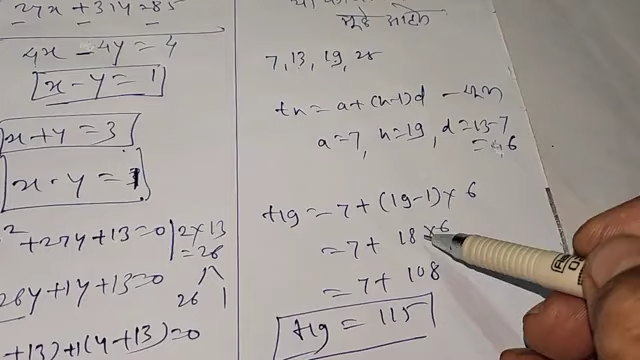 27x + 31y = 85
4x - 4y = 4
x - y = 1
x + y = 3
x - y = 1
² + 27y + 13 = 0 | 2 × 13
= 26
26y + 1y + 13 = 0
26 1
+ 13) + 1(y + 13) = 0
7, 13, 19, 25
tn = a + (n-1)d - सूत्र
a = 7, n = 19, d = 13 - 7
= 6
t19 = 7 + (19-1) × 6
= 7 + 18 × 6
= 7 + 108
t19 = 115